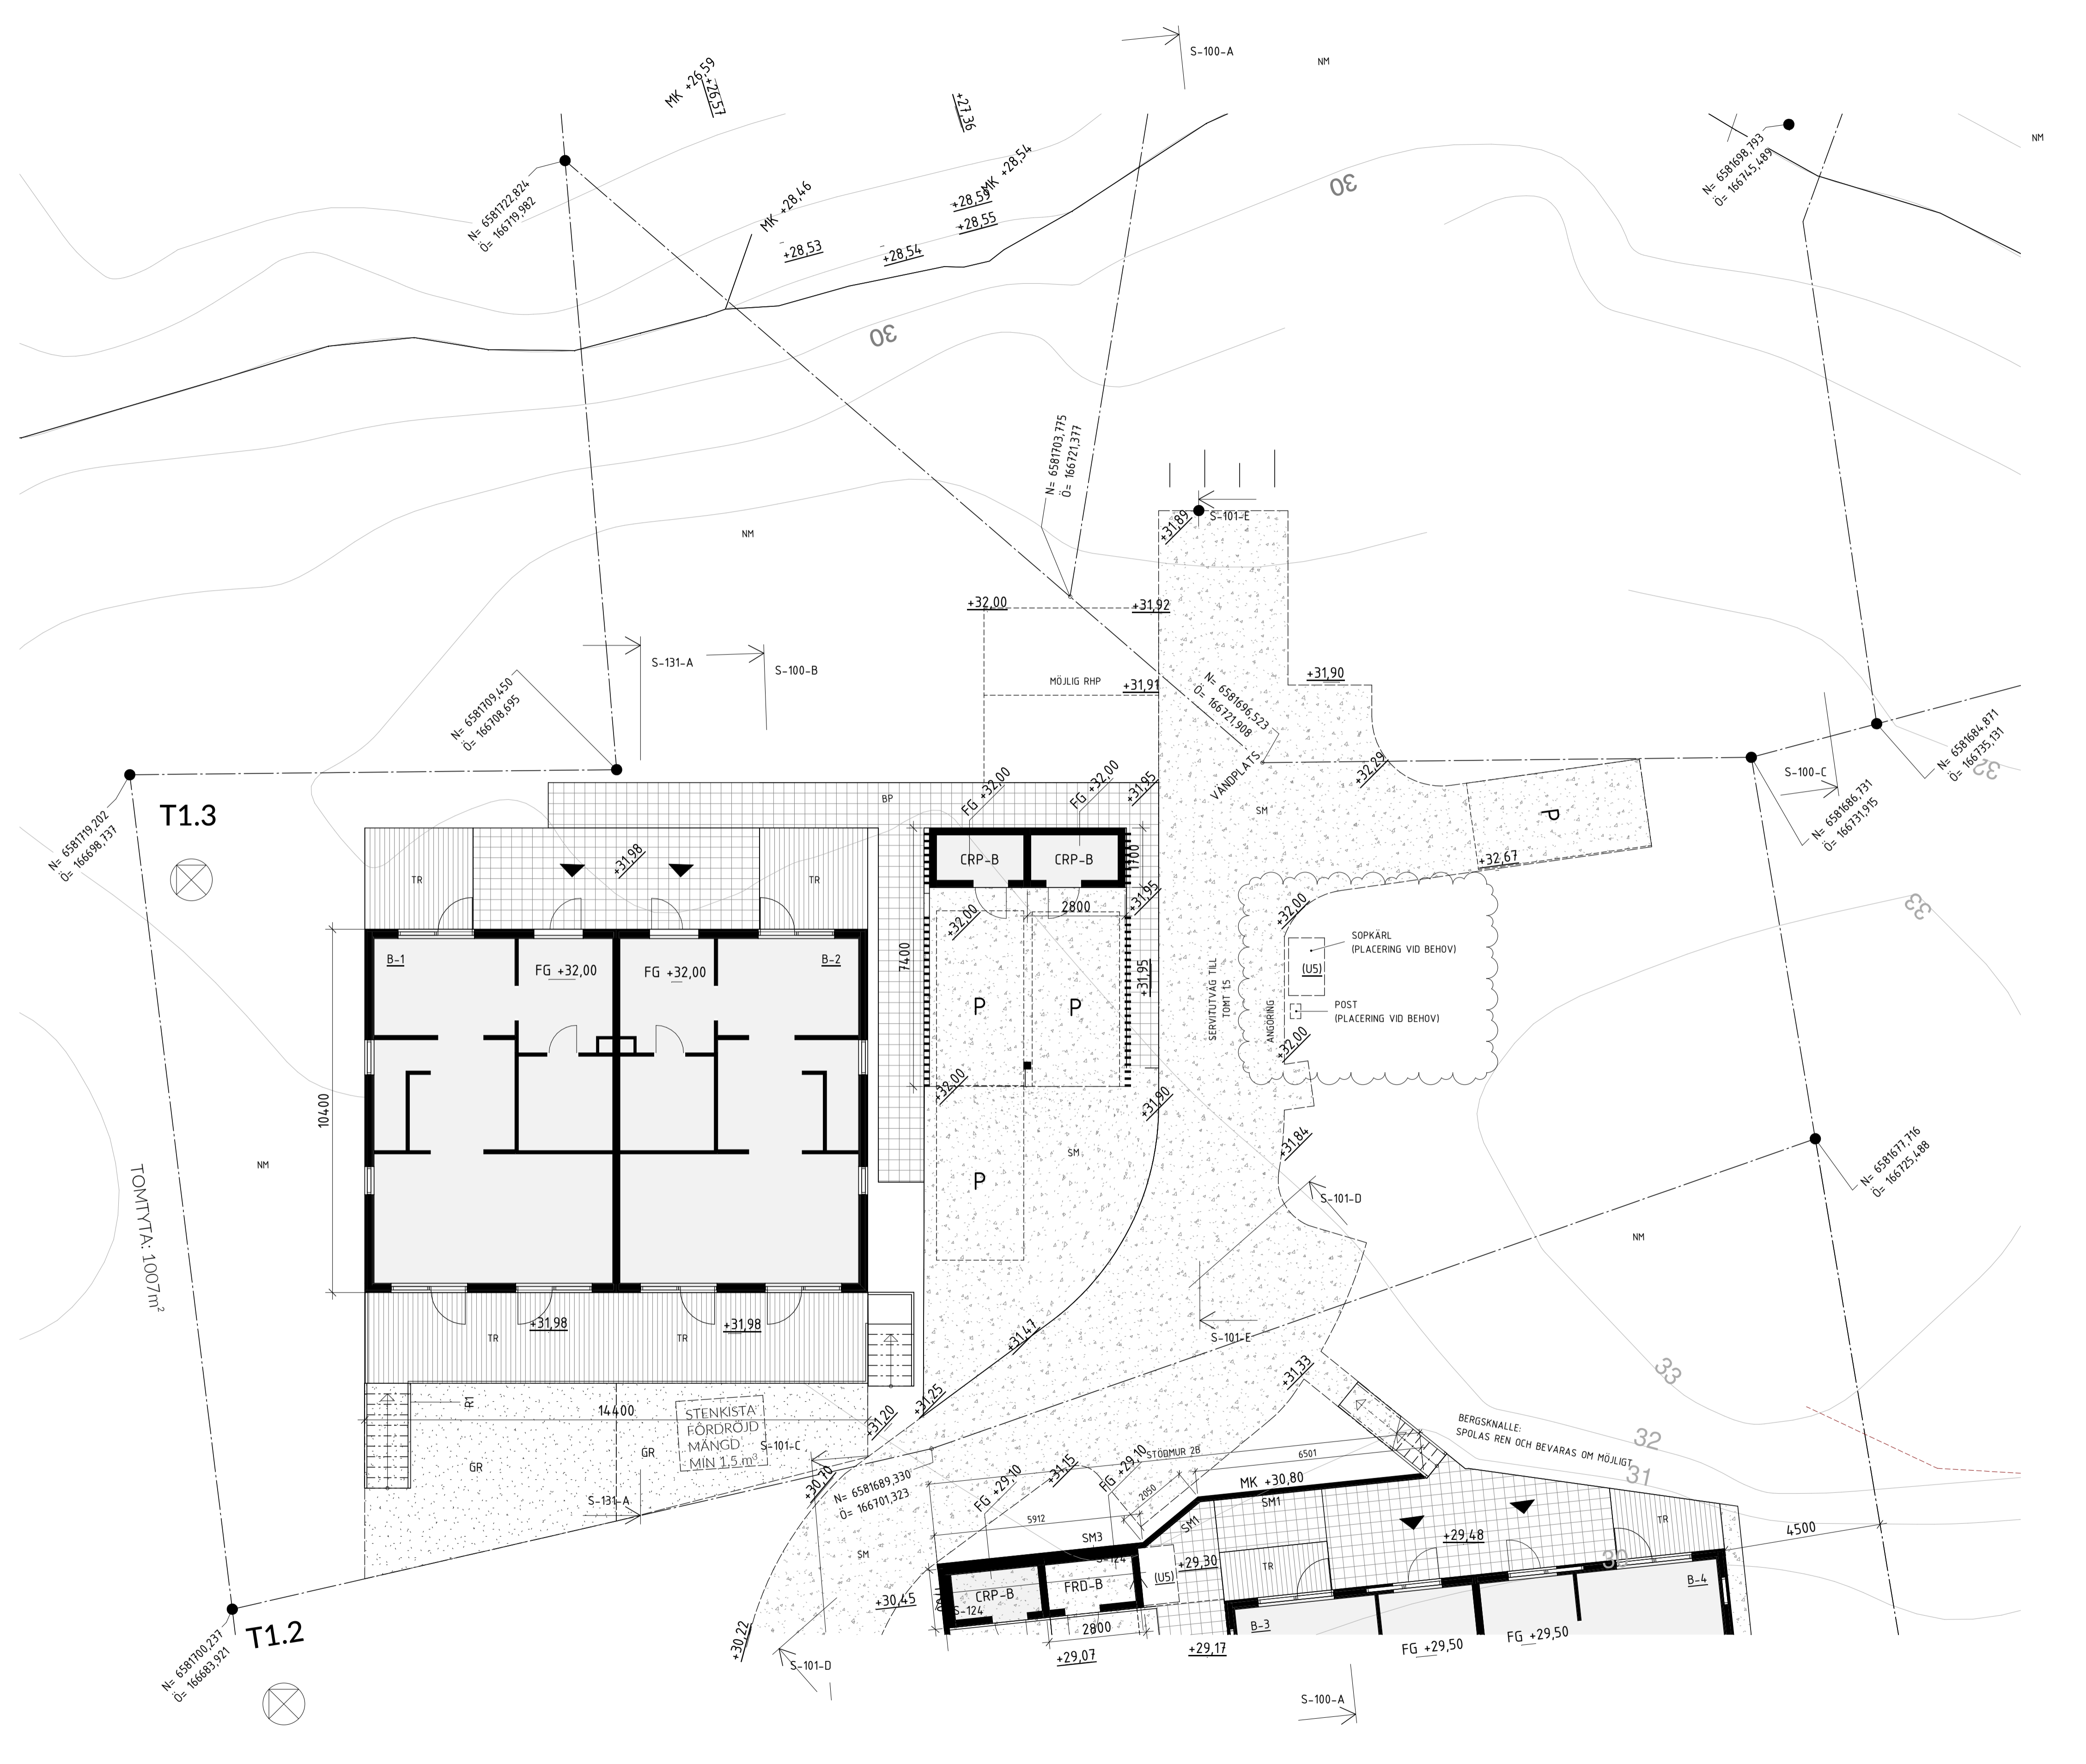 S-100-A
NM
MK +26,59
+26,57
+27,36
N= 6581698,793
Ö= 166745,489
NM
N= 6581722,824
Ö= 166719,982
MK +28,54
MK +28,46
+28,59
+28,55
+28,53
+28,54
30
30
N= 6581703,775
Ö= 166721,377
NM
+31,89
S-101-E
+32,00
+31,92
S-131-A
S-100-B
MÖJLIG RHP
+31,91
+31,90
N= 6581696,523
Ö= 166721,908
N= 6581709,450
Ö= 166708,695
VÄNDPLATS
+32,29
S-100-C
N= 6581684,871
Ö= 166735,131
32
N= 6581686,731
Ö= 166731,915
T1.3
N= 6581719,202
Ö= 166698,737
BP
FG +32,00
FG +32,00
+31,95
SM
P
+32,67
TR
+31,98
TR
CRP-B
CRP-B
1700
+31,95
2800
+32,00
+32,00
33
B-1
FG +32,00
FG +32,00
B-2
7400
P
P
+31,95
SERVITUTVÄG TILL
TOMT 1.5
ANGÖRING
SOPKÄRL
(PLACERING VID BEHOV)
(U5)
POST
(PLACERING VID BEHOV)
+32,00
+32,00
+31,90
10400
+31,84
SM
P
NM
TOMTYTA: 1007m²
S-101-D
N= 6581677,716
Ö= 166725,488
NM
+31,98
+31,98
TR
TR
S-101-E
+31,47
+31,33
33
R1
14400
+31,25
+31,20
STENKISTA
FÖRDRÖJD
MÄNGD
MIN 1,5 m³
GR
GR
S-101-C
S-131-A
+30,70
N= 6581689,330
Ö= 166701,323
FG +29,10
+31,15
FG +29,10
STÖDMUR 2B
6501
2050
5912
MK +30,80
SM1
SM1
SM3
BERGSKNALLE:
SPOLAS REN OCH BEVARAS OM MÖJLIGT
32
31
TR
4500
+29,48
SM
S-124
+29,30
TR
30
(U5)
CRP-B
FRD-B
S-124
+30,45
B-3
B-4
T1.2
N= 6581700,237
Ö= 166683,921
+30,22
S-101-D
2800
+29,07
+29,17
FG +29,50
FG +29,50
S-100-A